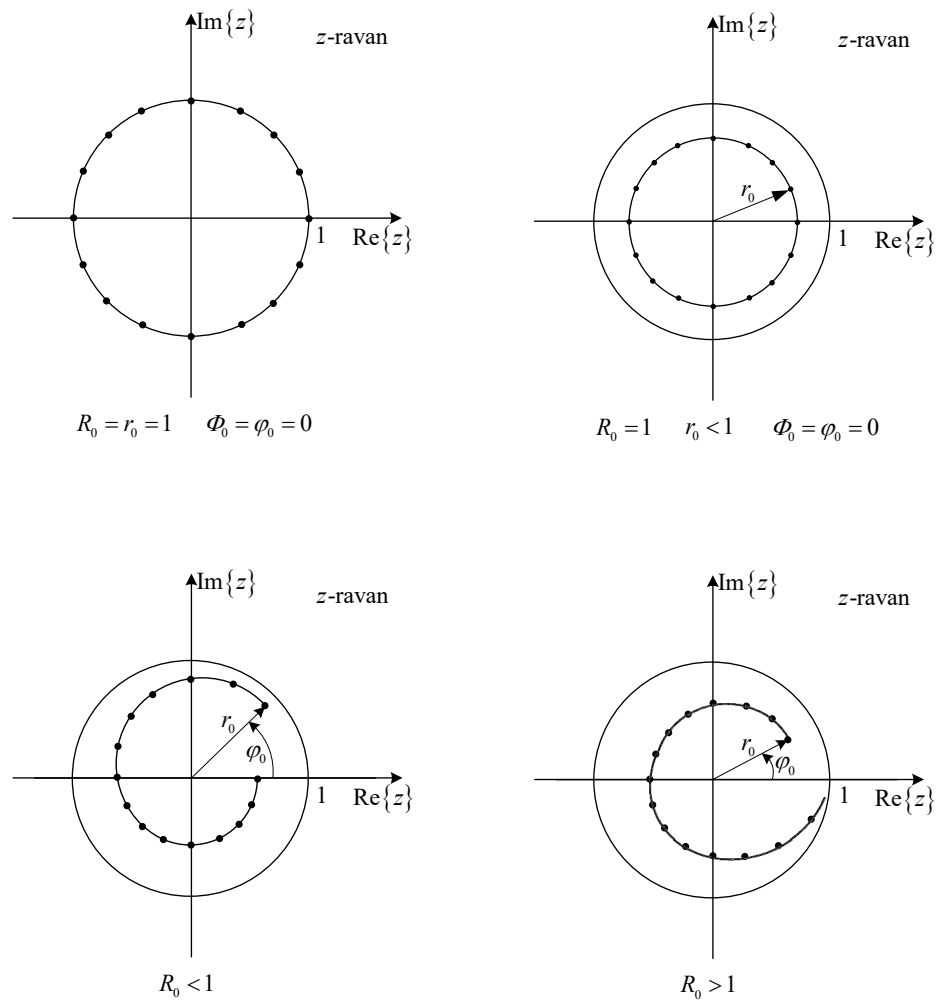 Im{z}
z-ravan
1
Re{z}
R₀ = r₀ = 1 Φ₀ = φ₀ = 0
Im{z}
z-ravan
r₀
1
Re{z}
R₀ = 1 r₀ < 1 Φ₀ = φ₀ = 0
Im{z}
z-ravan
r₀
φ₀
1
Re{z}
R₀ < 1
Im{z}
z-ravan
r₀
φ₀
1
Re{z}
R₀ > 1